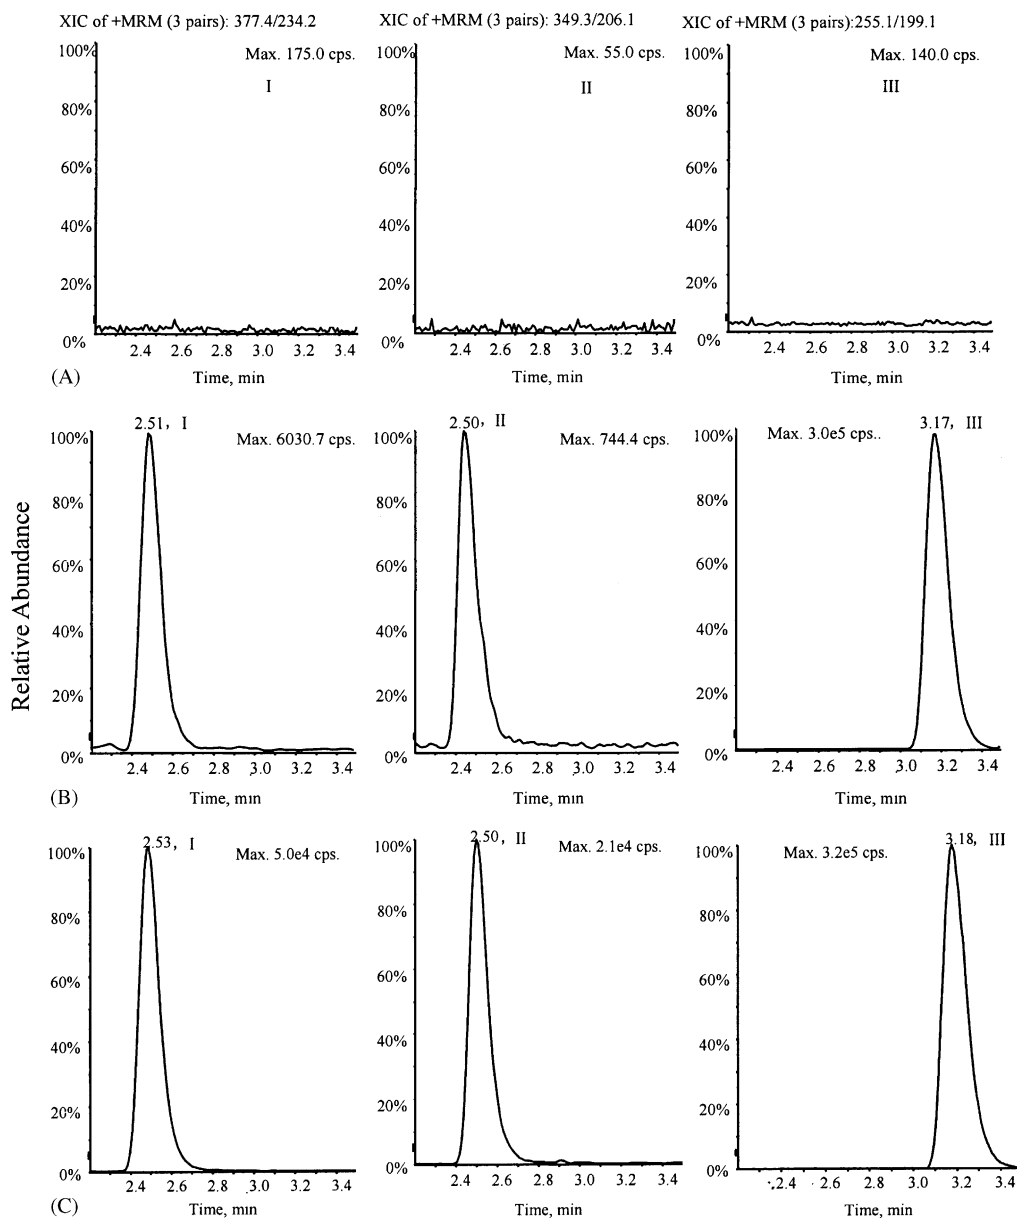 XIC of +MRM (3 pairs): 377.4/234.2
XIC of +MRM (3 pairs): 349.3/206.1
XIC of +MRM (3 pairs):255.1/199.1
100%
Max. 175.0 cps.
I
80%
60%
40%
20%
0%
2.4 2.6 2.8 3.0 3.2 3.4
Time, min
100%
Max. 55.0 cps.
II
80%
60%
40%
20%
0%
2.4 2.6 2.8 3.0 3.2 3.4
Time, min
100%
Max. 140.0 cps.
III
80%
60%
40%
20%
0%
2.4 2.6 2.8 3.0 3.2 3.4
Time, min
(A)
Relative Abundance
2.51, I
100%
Max. 6030.7 cps.
80%
60%
40%
20%
0%
2.4 2.6 2.8 3.0 3.2 3.4
Time, min
2.50, II
100%
Max. 744.4 cps.
80%
60%
40%
20%
0%
2.4 2.6 2.8 3.0 3.2 3.4
Time, min
3.17, III
100%
Max. 3.0e5 cps..
80%
60%
40%
20%
0%
2.4 2.6 2.8 3.0 3.2 3.4
Time, min
(B)
2.53, I
100%
Max. 5.0e4 cps.
80%
60%
40%
20%
0%
2.4 2.6 2.8 3.0 3.2 3.4
Time, min
2.50, II
100%
Max. 2.1e4 cps.
80%
60%
40%
20%
0%
2.4 2.6 2.8 3.0 3.2 3.4
Time, min
3.18, III
100%
Max. 3.2e5 cps.
80%
60%
40%
20%
0%
2.4 2.6 2.8 3.0 3.2 3.4
Time, min
(C)